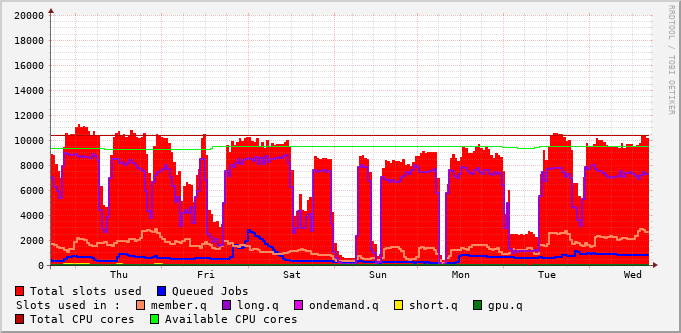 20000
18000
16000
14000
12000
10000
8000
6000
4000
2000
0
Thu Fri Sat Sun Mon Tue Wed
RRDTOOL / TOBI OETIKER
Total slots used Queued Jobs
Slots used in : member.q long.q ondemand.q short.q gpu.q
Total CPU cores Available CPU cores